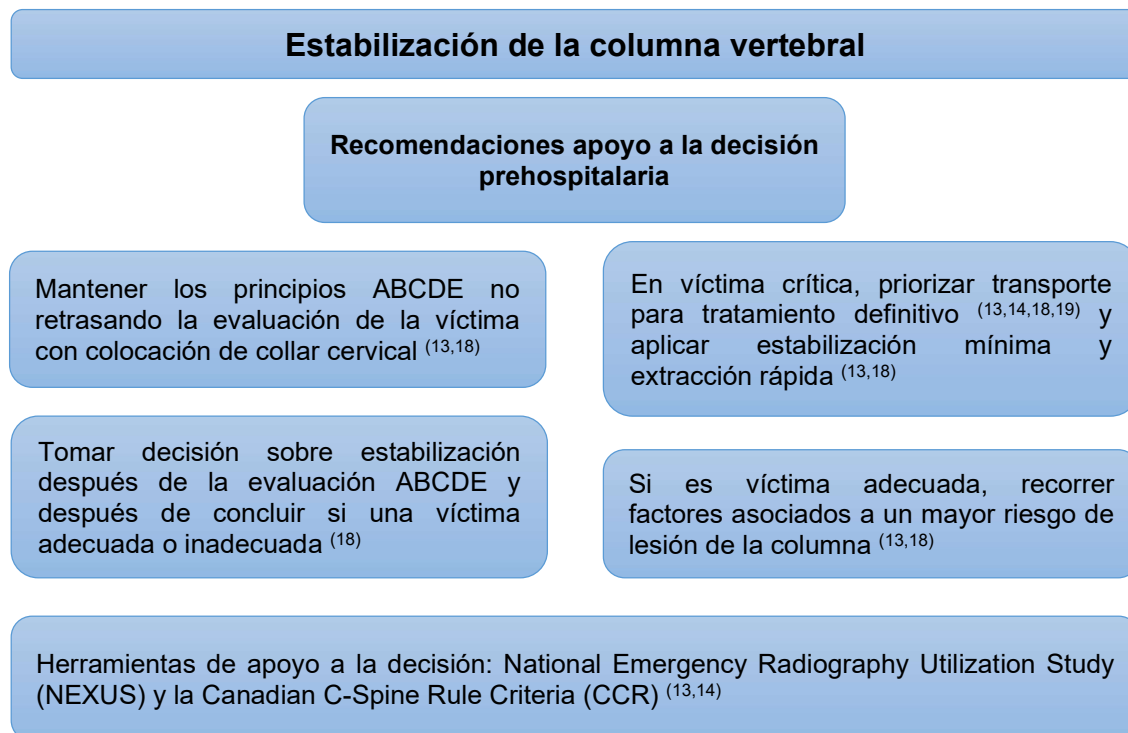 Estabilización de la columna vertebral
Recomendaciones apoyo a la decisión
prehospitalaria
Mantener los principios ABCDE no
retrasando la evaluación de la víctima
con colocación de collar cervical (13,18)
En víctima crítica, priorizar transporte
para tratamiento definitivo (13,14,18,19) y
aplicar estabilización mínima y
extracción rápida (13,18)
Tomar decisión sobre estabilización
después de la evaluación ABCDE y
después de concluir si una víctima
adecuada o inadecuada (18)
Si es víctima adecuada, recorrer
factores asociados a un mayor riesgo de
lesión de la columna (13,18)
Herramientas de apoyo a la decisión: National Emergency Radiography Utilization Study
(NEXUS) y la Canadian C-Spine Rule Criteria (CCR) (13,14)